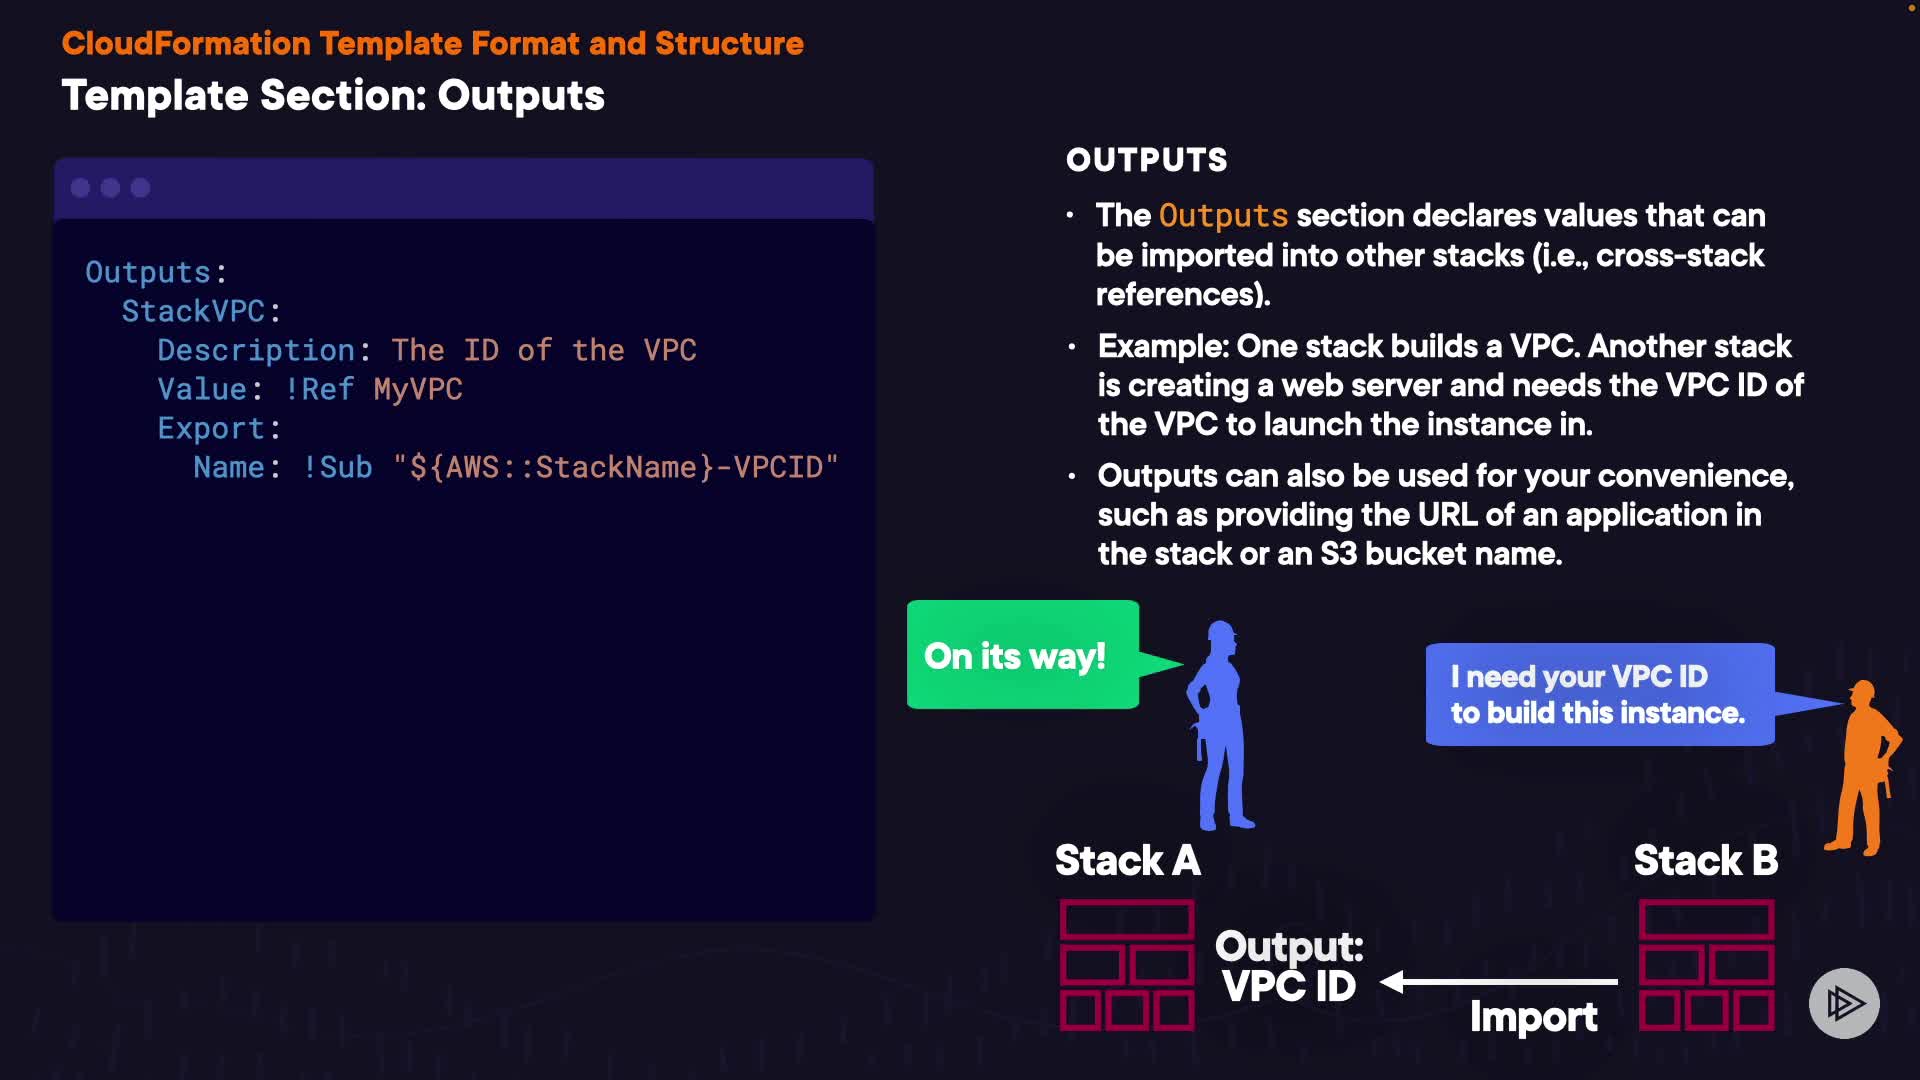 CloudFormation Template Format and Structure
Template Section: Outputs
Outputs:
  StackVPC:
    Description: The ID of the VPC
    Value: !Ref MyVPC
    Export:
      Name: !Sub "${AWS::StackName}-VPCID"
OUTPUTS
· The Outputs section declares values that can
be imported into other stacks (i.e., cross-stack
references).
· Example: One stack builds a VPC. Another stack
is creating a web server and needs the VPC ID of
the VPC to launch the instance in.
· Outputs can also be used for your convenience,
such as providing the URL of an application in
the stack or an S3 bucket name.
On its way!
I need your VPC ID
to build this instance.
Stack A
Stack B
Output:
VPC ID
Import